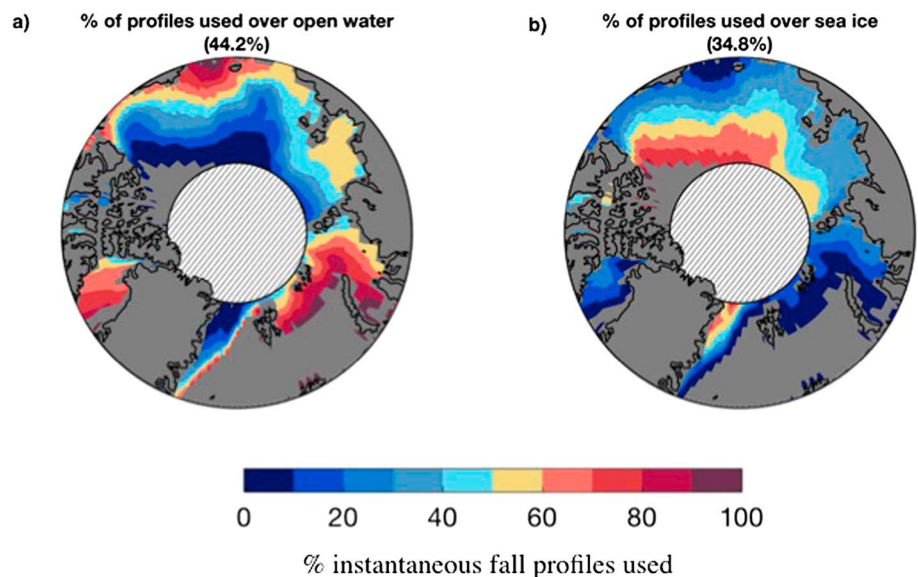 a)
% of profiles used over open water
(44.2%)
b)
% of profiles used over sea ice
(34.8%)
0 20 40 60 80 100
% instantaneous fall profiles used